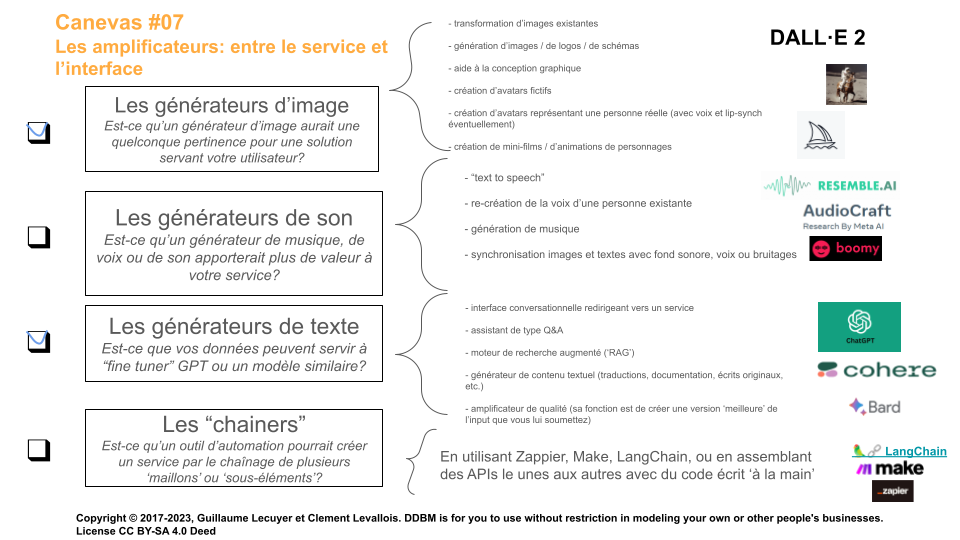 Canevas #07
Les amplificateurs: entre le service et
l’interface
Les générateurs d’image
Est-ce qu’un générateur d’image aurait une
quelconque pertinence pour une solution
servant votre utilisateur?
- transformation d’images existantes
- génération d’images / de logos / de schémas
- aide à la conception graphique
- création d’avatars fictifs
- création d’avatars représentant une personne réelle (avec voix et lip-synch
éventuellement)
- création de mini-films / d’animations de personnages
DALL·E 2
Les générateurs de son
Est-ce qu’un générateur de musique, de
voix ou de son apporterait plus de valeur à
votre service?
- “text to speech”
- re-création de la voix d’une personne existante
- génération de musique
- synchronisation images et textes avec fond sonore, voix ou bruitages
RESEMBLE.AI
AudioCraft
Research By Meta AI
boomy
Les générateurs de texte
Est-ce que vos données peuvent servir à
“fine tuner” GPT ou un modèle similaire?
- interface conversationnelle redirigeant vers un service
- assistant de type Q&A
- moteur de recherche augmenté (‘RAG’)
- générateur de contenu textuel (traductions, documentation, écrits originaux,
etc.)
- amplificateur de qualité (sa fonction est de créer une version ‘meilleure’ de
l’input que vous lui soumettez)
ChatGPT
cohere
Bard
Les “chainers”
Est-ce qu’un outil d’automation pourrait créer
un service par le chaînage de plusieurs
‘maillons’ ou ‘sous-éléments’?
En utilisant Zappier, Make, LangChain, ou en assemblant
des APIs le unes aux autres avec du code écrit ‘à la main’
LangChain
make
zapier
Copyright © 2017-2023, Guillaume Lecuyer et Clement Levallois. DDBM is for you to use without restriction in modeling your own or other people's businesses.
License CC BY-SA 4.0 Deed